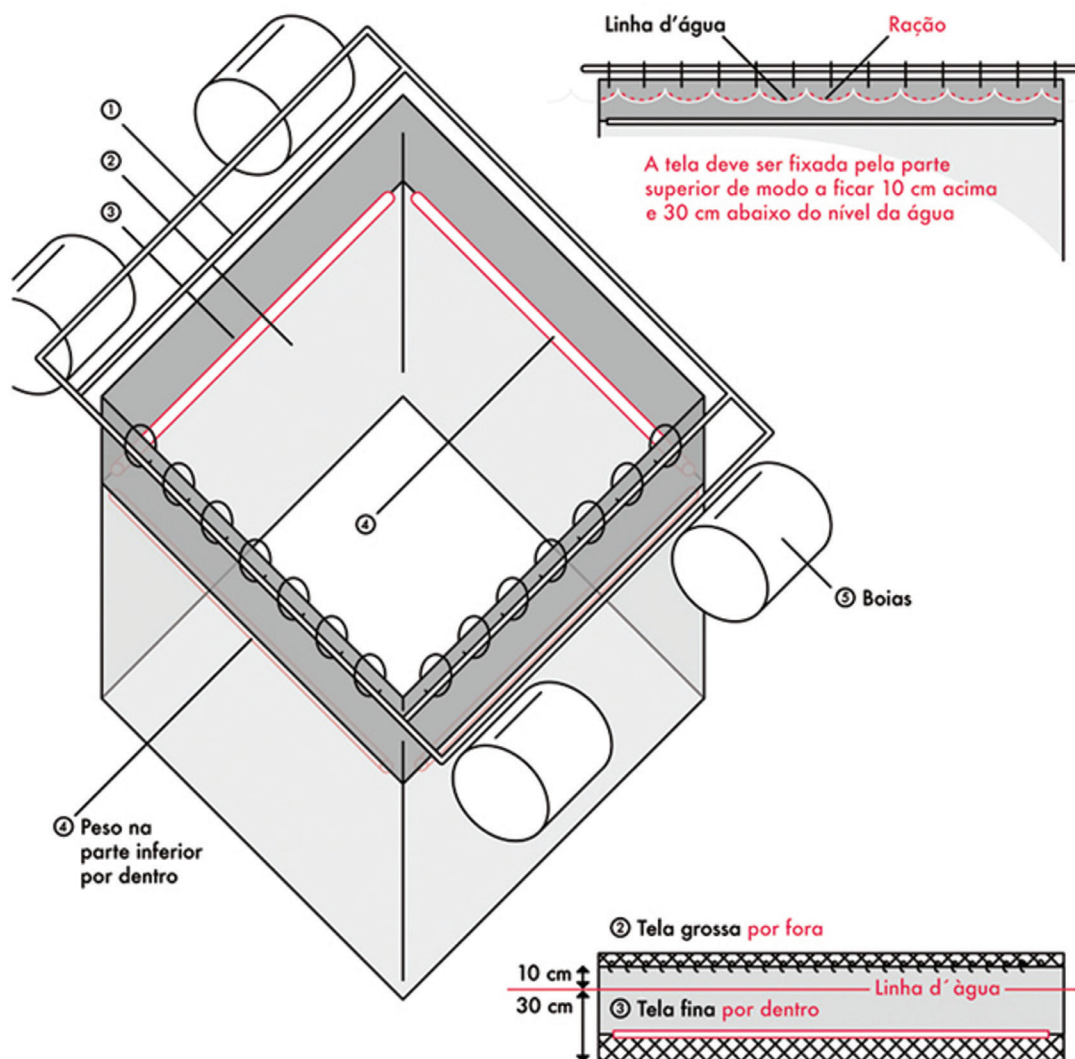 Linha d'água
Ração
A tela deve ser fixada pela parte
superior de modo a ficar 10 cm acima
e 30 cm abaixo do nível da água
①
②
③
④
⑤ Boias
④ Peso na
parte inferior
por dentro
② Tela grossa por fora
10 cm
Linha d´àgua
30 cm
③ Tela fina por dentro